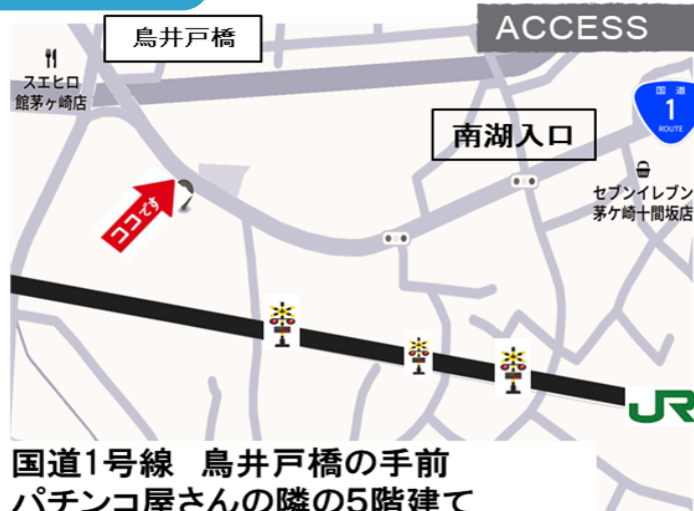 ACCESS
鳥井戸橋
スエヒロ
館茅ヶ崎店
国道
1
ROUTE
南湖入口
セブンイレブン
茅ケ崎十間坂店
ココです
JR
国道1号線 鳥井戸橋の手前
パチンコ屋さんの隣の5階建て